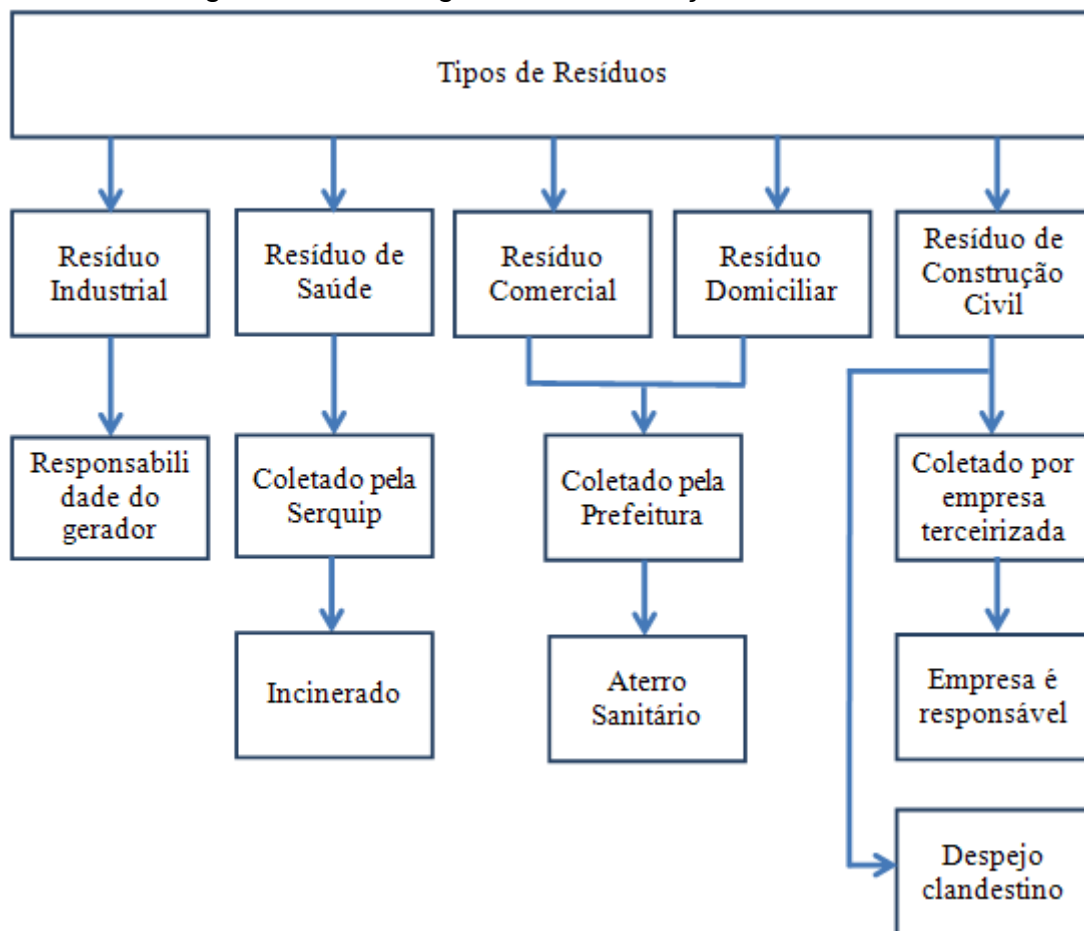 Tipos de Resíduos
Resíduo
Industrial
Resíduo de
Saúde
Resíduo
Comercial
Resíduo
Domiciliar
Resíduo de
Construção
Civil
Responsabili
dade do
gerador
Coletado pela
Serquip
Coletado pela
Prefeitura
Coletado por
empresa
terceirizada
Incinerado
Aterro
Sanitário
Empresa é
responsável
Despejo
clandestino